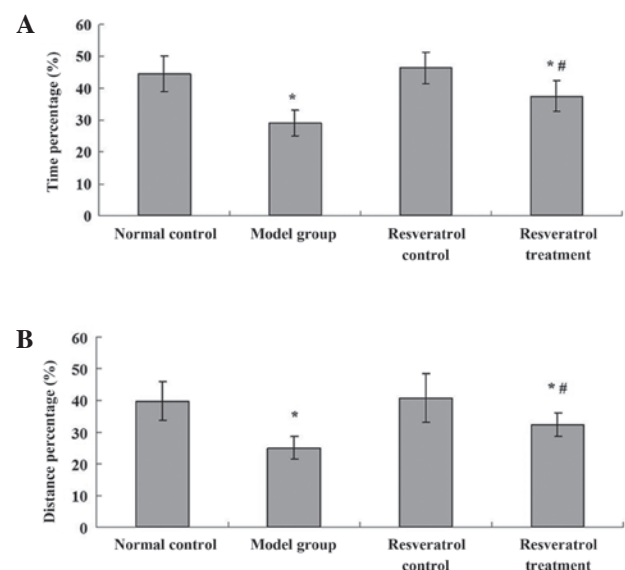 A
Time percentage (%)
60
50
40
30
20
10
0
*
* #
Normal control
Model group
Resveratrol
control
Resveratrol
treatment
B
Distance percentage (%)
60
50
40
30
20
10
0
*
* #
Normal control
Model group
Resveratrol
control
Resveratrol
treatment